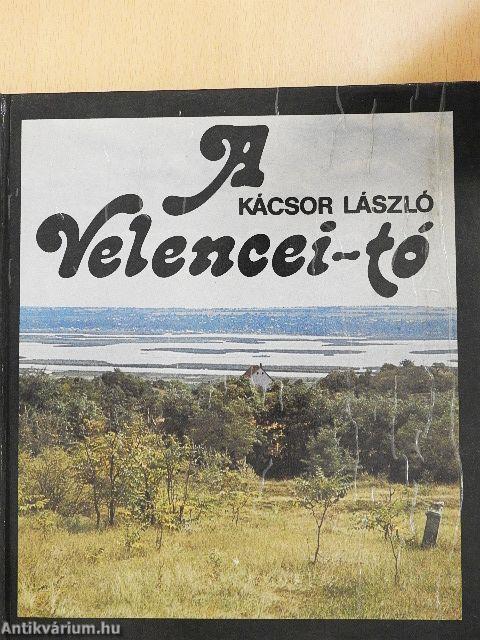 A
KÁCSOR LÁSZLÓ
Velencei-tó
Antikvárium.hu